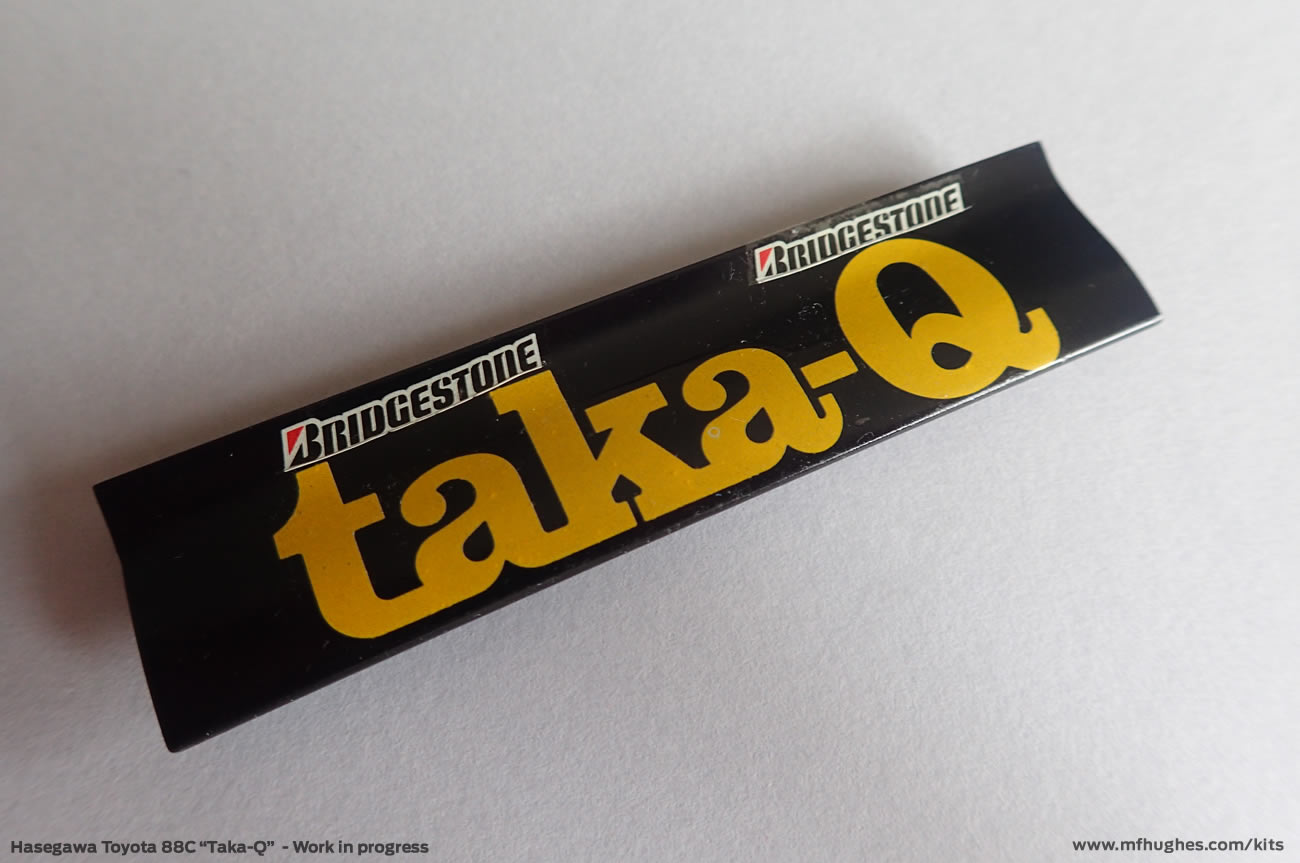 BRIDGESTONE
BRIDGESTONE
taka-Q
Hasegawa Toyota 88C “Taka-Q” - Work in progress
www.mfhughes.com/kits